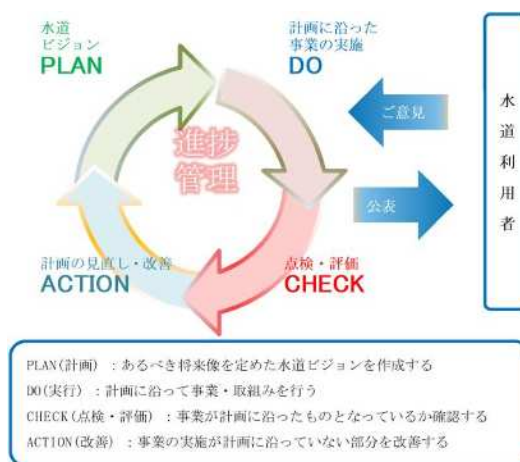 水道
ビジョン
PLAN
計画に沿った
事業の実施
DO
進捗
管理
ご意見
公表
水道利用者
計画の見直し・改善
ACTION
点検・評価
CHECK
PLAN(計画)：あるべき将来像を定めた水道ビジョンを作成する
DO(実行)：計画に沿って事業・取組みを行う
CHECK(点検・評価)：事業が計画に沿ったものとなっているか確認する
ACTION(改善)：事業の実施が計画に沿っていない部分を改善する